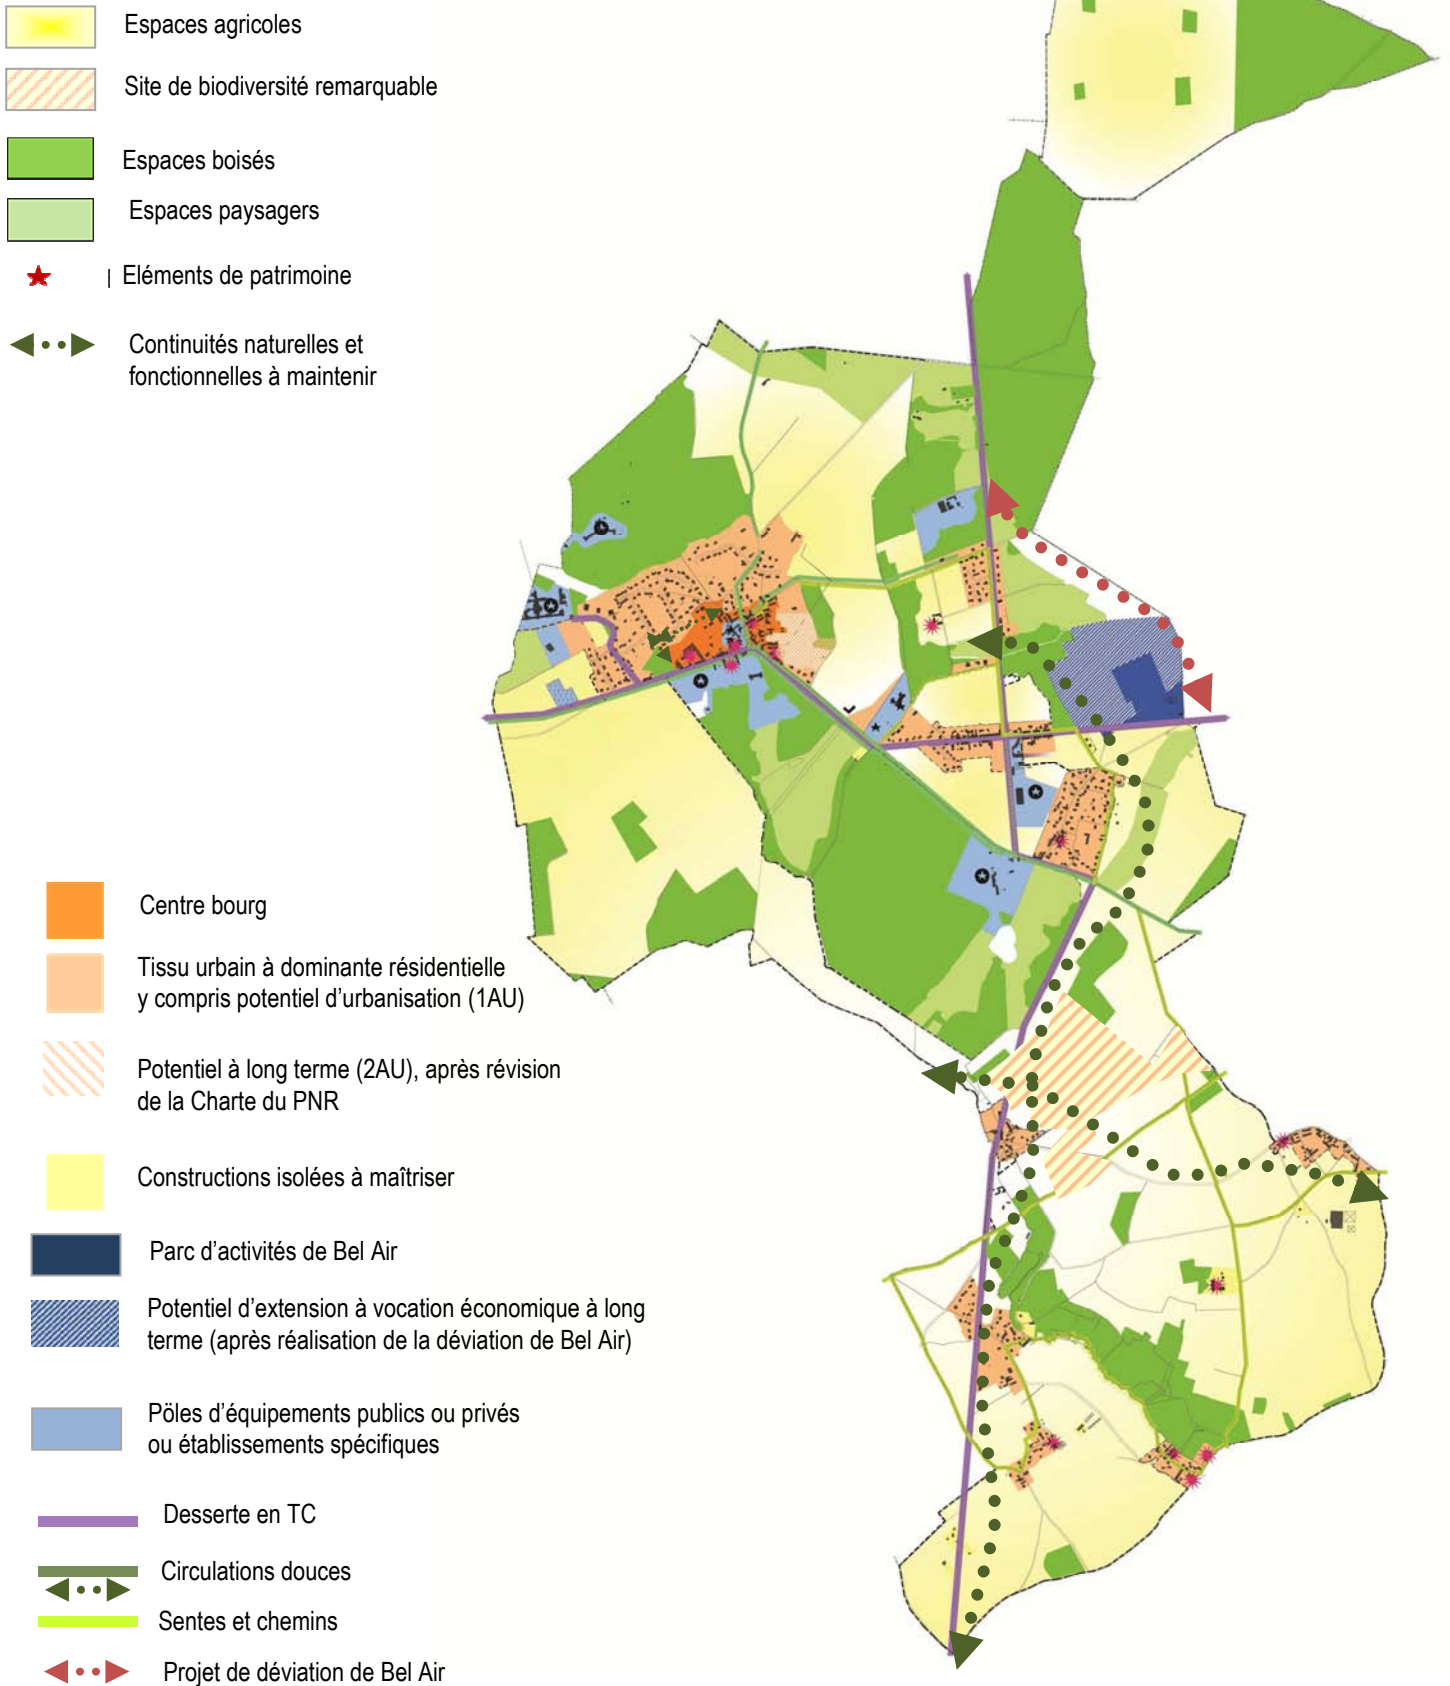 Espaces agricoles
Site de biodiversité remarquable
Espaces boisés
Espaces paysagers
| Eléments de patrimoine
Continuités naturelles et
fonctionnelles à maintenir
Centre bourg
Tissu urbain à dominante résidentielle
y compris potentiel d'urbanisation (1AU)
Potentiel à long terme (2AU), après révision
de la Charte du PNR
Constructions isolées à maîtriser
Parc d'activités de Bel Air
Potentiel d'extension à vocation économique à long
terme (après réalisation de la déviation de Bel Air)
Pöles d'équipements publics ou privés
ou établissements spécifiques
Desserte en TC
Circulations douces
Sentes et chemins
Projet de déviation de Bel Air